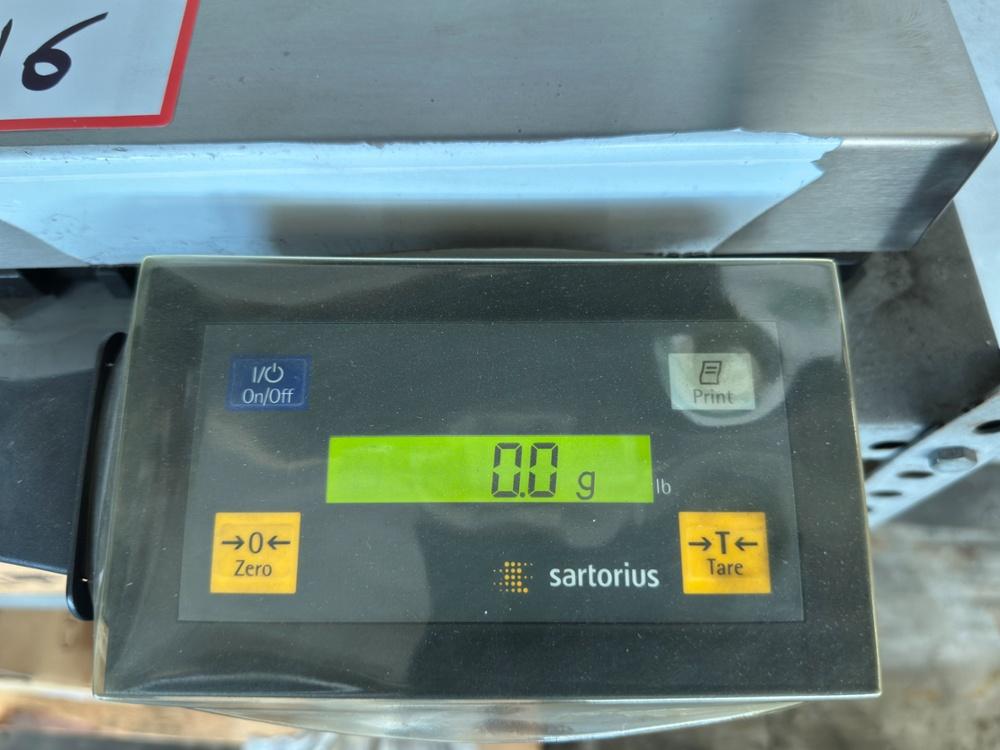 16
I/⏻
On/Off
Print
0.0 g
lb
→0←
Zero
sartorius
→T←
Tare